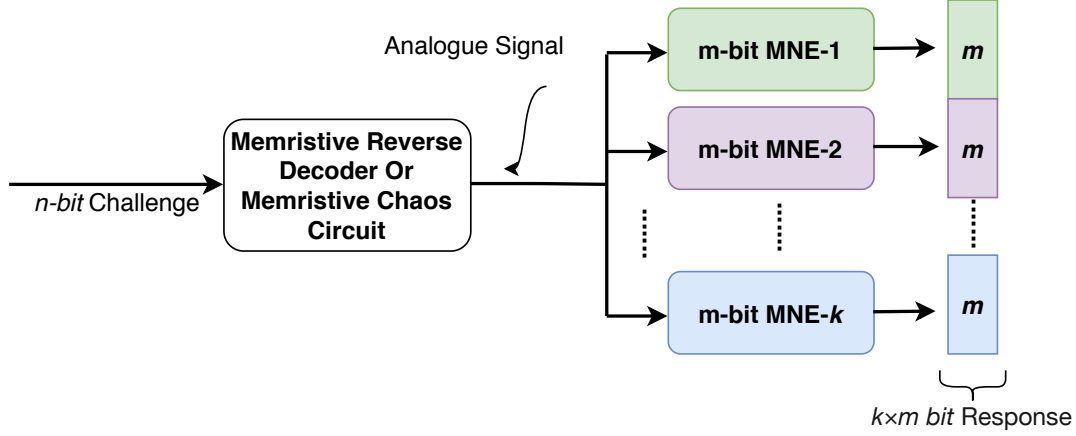 Analogue Signal
n-bit Challenge
Memristive Reverse
Decoder Or
Memristive Chaos
Circuit
m-bit MNE-1
m
m-bit MNE-2
m
m-bit MNE-k
m
k×m bit Response